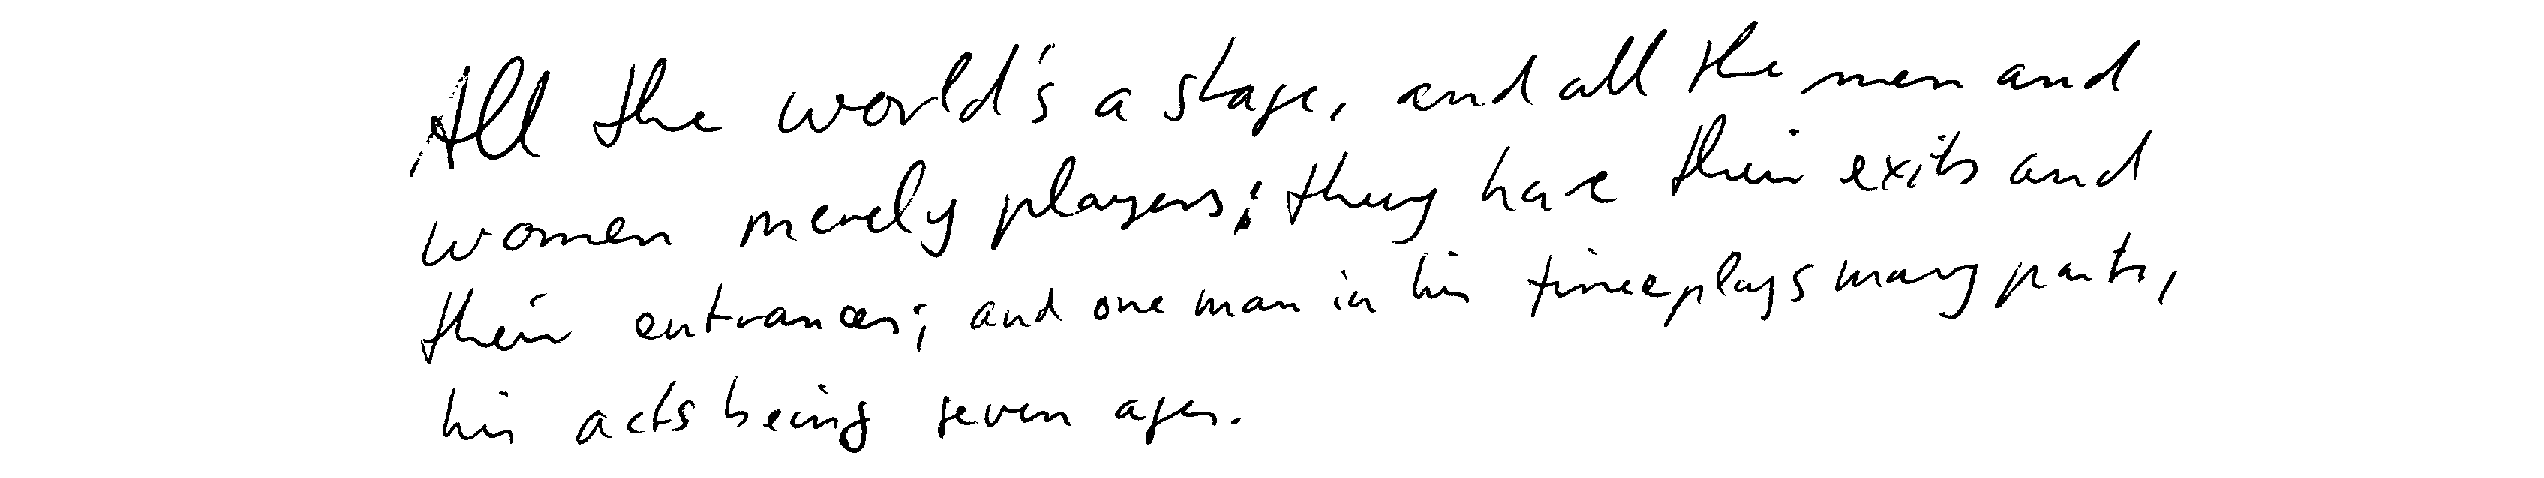 All the world's a stage, and all the men and
women merely players; they have their exits and
their entrances; and one man in his time plays many parts,
his acts being seven ages.